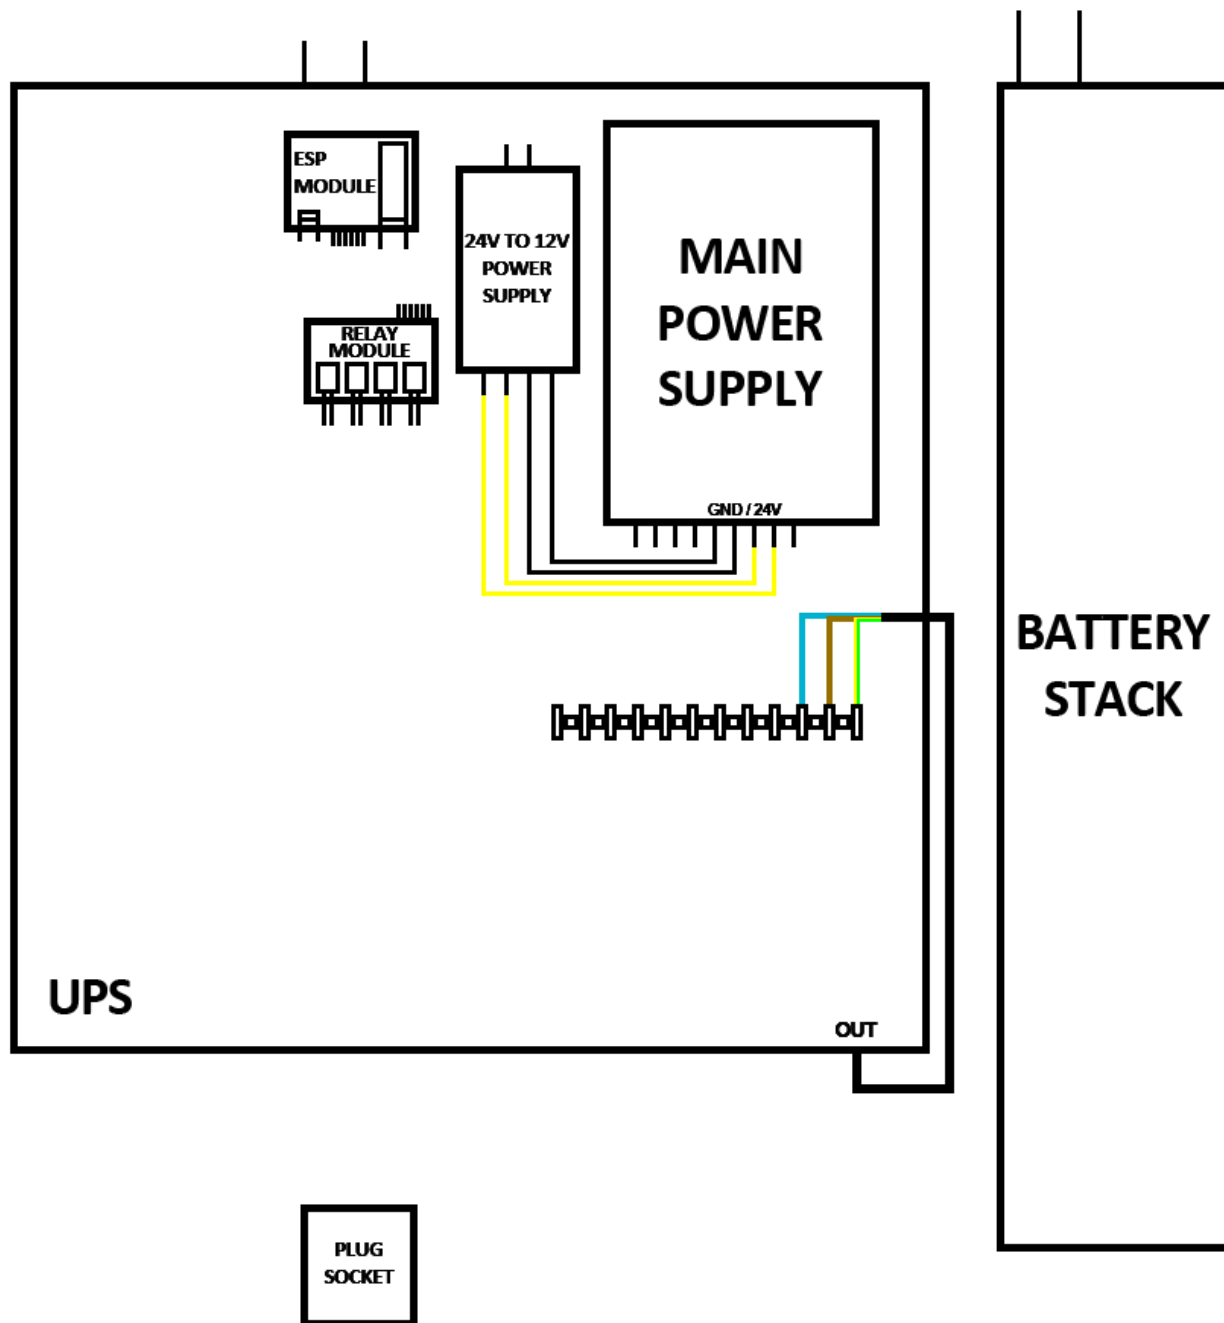 ESP
MODULE
24V TO 12V
POWER
SUPPLY
MAIN
POWER
SUPPLY
GND / 24V
RELAY
MODULE
BATTERY
STACK
UPS
OUT
PLUG
SOCKET